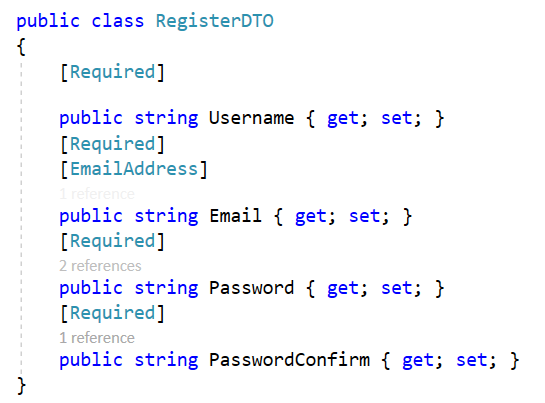 public class RegisterDTO
{
[Required]
public string Username { get; set; }
[Required]
[EmailAddress]
1 reference
public string Email { get; set; }
[Required]
2 references
public string Password { get; set; }
[Required]
1 reference
public string PasswordConfirm { get; set; }
}